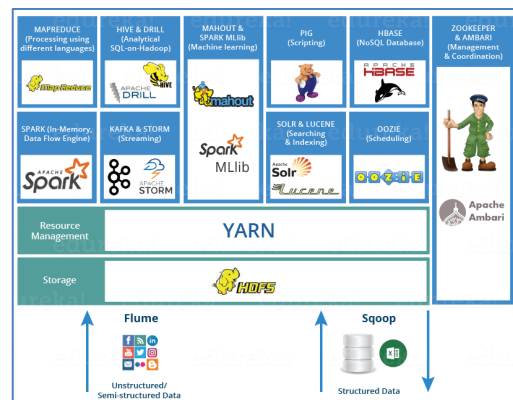 MAPREDUCE
(Processing using
different languages)
HIVE & DRILL
(Analytical
SQL-on-Hadoop)
MAHOUT &
SPARK MLlib
(Machine learning)
PIG
(Scripting)
HBASE
(NoSQL Database)
ZOOKEEPER
& AMBARI
(Management
& Coordination)
MapReduce
HIVE
APACHE
DRILL
mahout
APACHE
HBASE
SPARK (In-Memory,
Data Flow Engine)
KAFKA & STORM
(Streaming)
SOLR & LUCENE
(Searching
& Indexing)
OOZIE
(Scheduling)
APACHE
Spark
APACHE
STORM
Spark
MLlib
Apache
Solr
Lucene
OOZIE
Apache
Ambari
Resource
Management
YARN
Storage
HDFS
edureka!
Flume
Sqoop
Unstructured/
Semi-structured Data
Structured Data